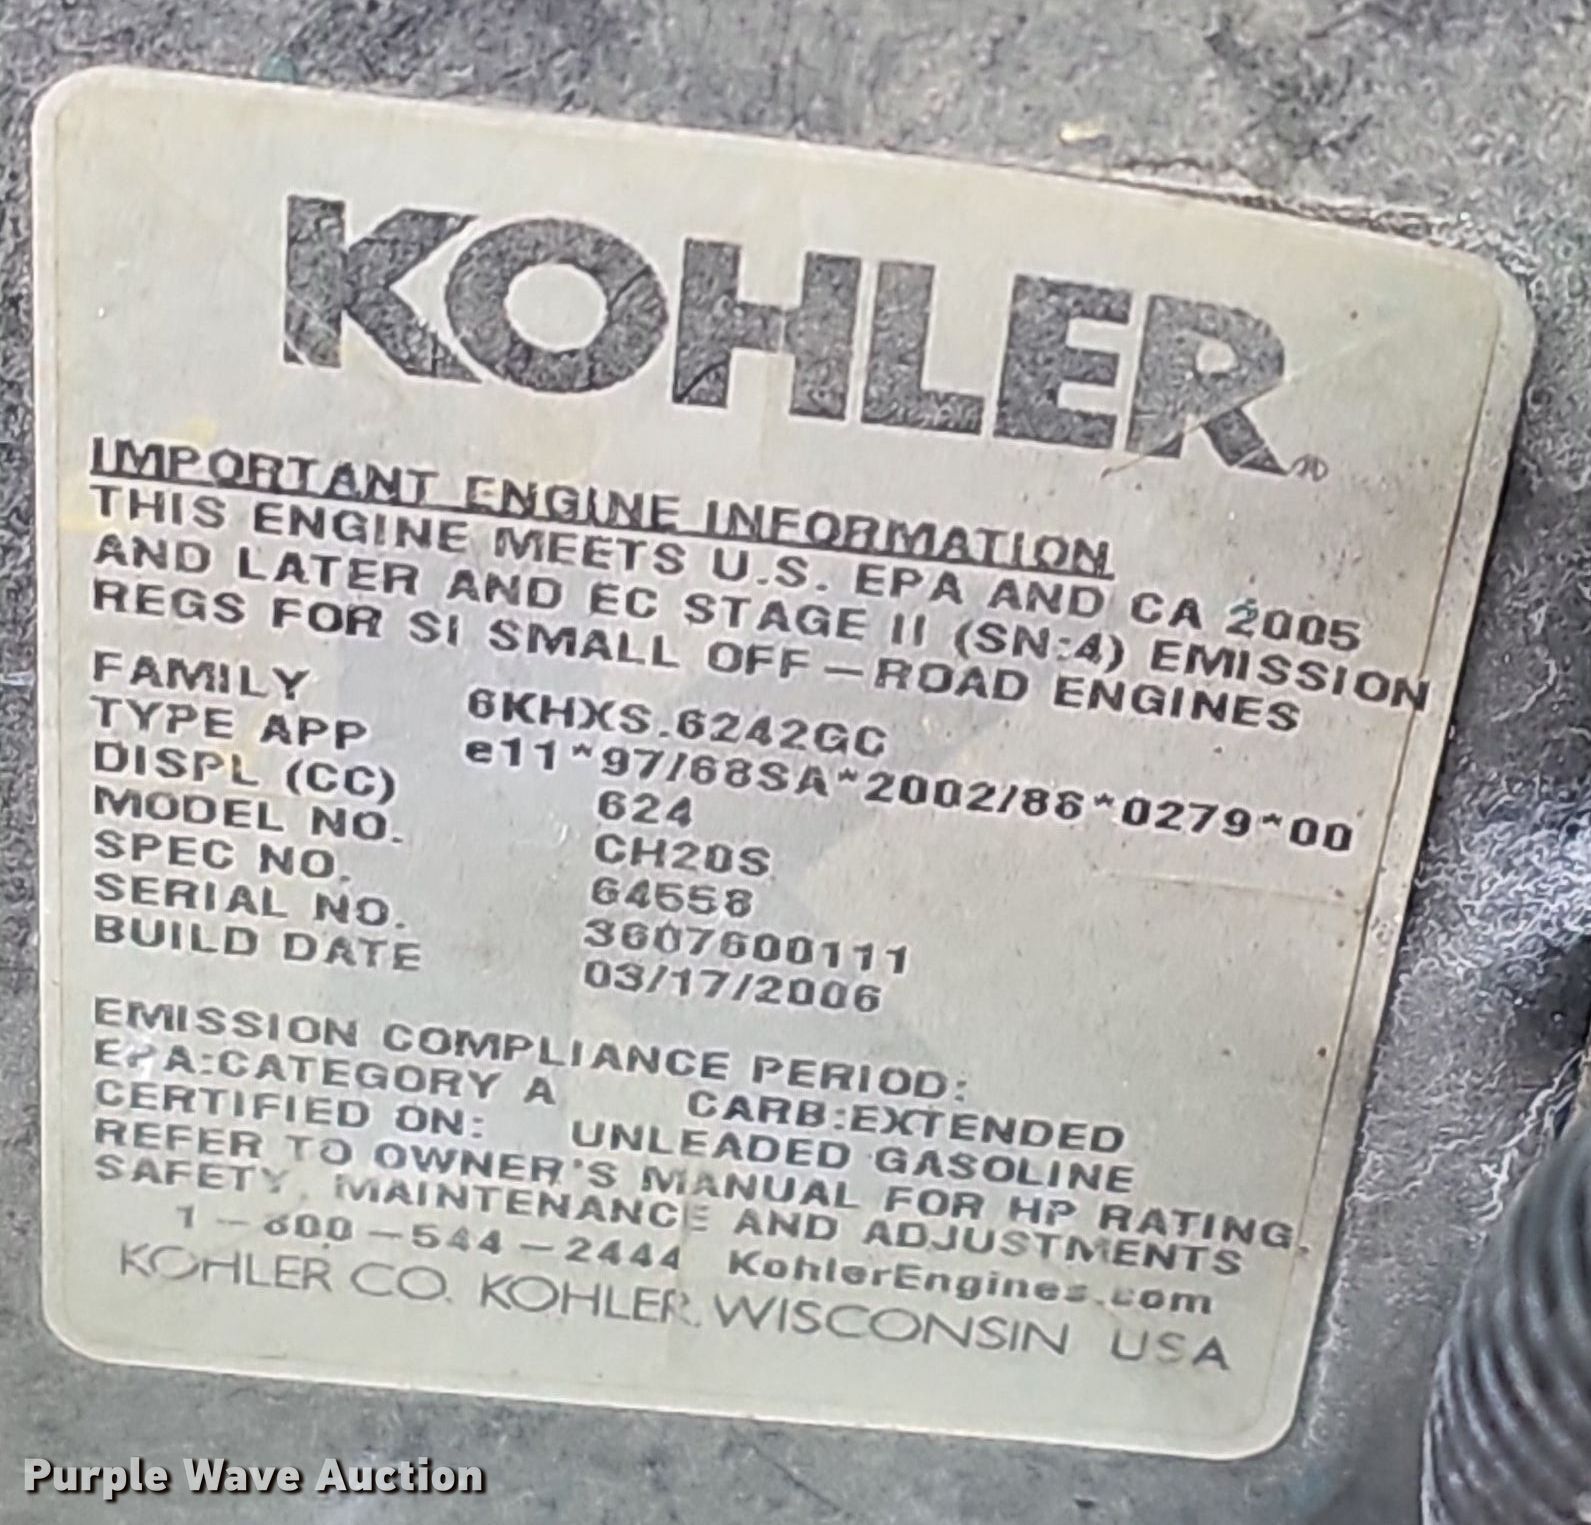 KOHLER®
IMPORTANT ENGINE INFORMATION
THIS ENGINE MEETS U.S. EPA AND CA 2005
AND LATER AND EC STAGE II (SN:4) EMISSION
REGS FOR SI SMALL OFF-ROAD ENGINES
FAMILY 6KHXS.6242GC
TYPE APP e11*97/68SA*2002/88*0279*00
DISPL (CC) 624
MODEL NO. CH20S
SPEC NO. 64558
SERIAL NO. 3607600111
BUILD DATE 03/17/2006
EMISSION COMPLIANCE PERIOD:
EPA:CATEGORY A CARB:EXTENDED
CERTIFIED ON: UNLEADED GASOLINE
REFER TO OWNER'S MANUAL FOR HP RATING,
SAFETY, MAINTENANCE AND ADJUSTMENTS
1-800-544-2444 KohlerEngines.com
KOHLER CO. KOHLER, WISCONSIN USA
Purple Wave Auction